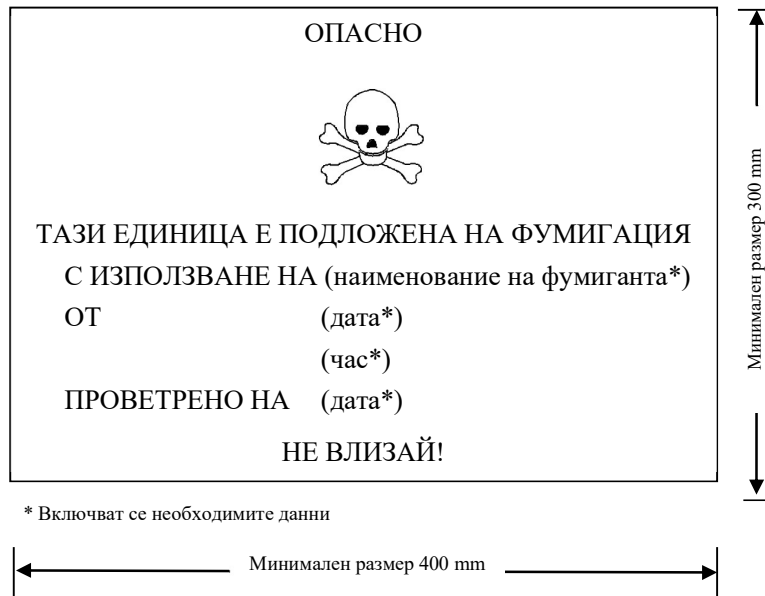 ОПАСНО
ТАЗИ ЕДИНИЦА Е ПОДЛОЖЕНА НА ФУМИГАЦИЯ
С ИЗПОЛЗВАНЕ НА (наименование на фумиганта*)
ОТ (дата*)
(час*)
ПРОВЕТРЕНО НА (дата*)
НЕ ВЛИЗАЙ!
Минимален размер 300 mm
* Включват се необходимите данни
Минимален размер 400 mm